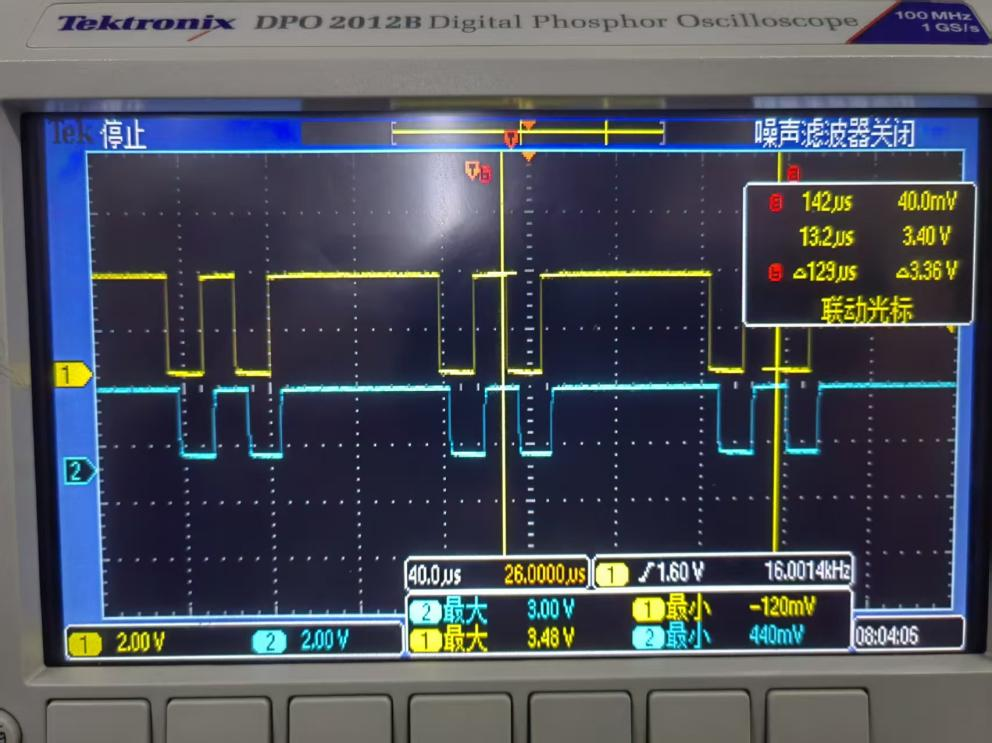 Tektronix DPO 2012B Digital Phosphor Oscilloscope
100 MHz
1 GS/s
Tek 停止
噪声滤波器关闭
T
T b
a
a 142μs 40.0mV
13.2μs 3.40 V
b △129μs △3.36 V
联动光标
1
2
40.0μs 26.0000μs
1 1.60 V 16.0014kHz
2 最大 3.00 V
1 最小 -120mV
1 2.00 V
2 2.00 V
1 最大 3.48 V
2 最小 440mV
08:04:06